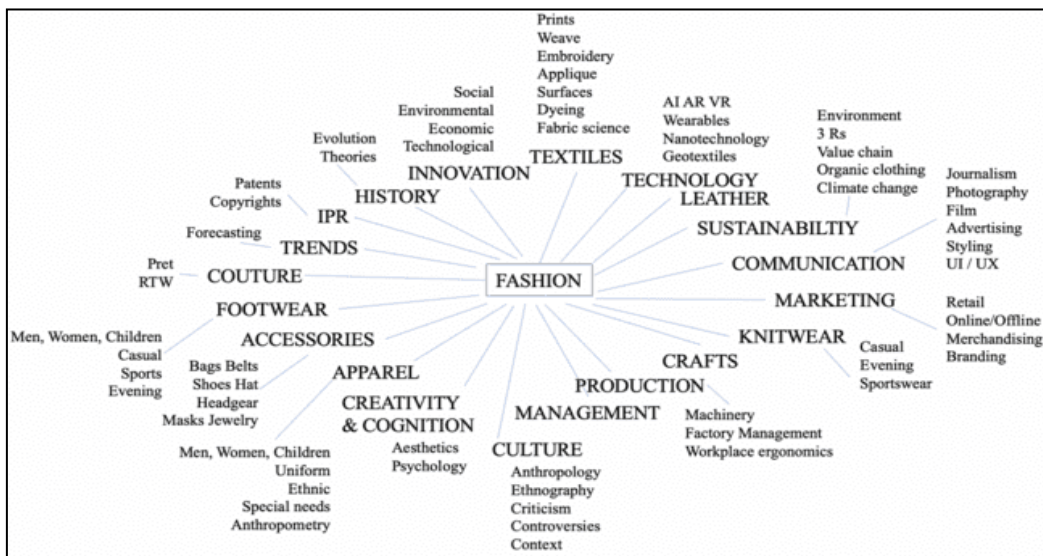 Prints
Weave
Embroidery
Applique
Surfaces
Dyeing
Fabric science
TEXTILES
Social
Environmental
Economic
Technological
INNOVATION
Evolution
Theories
HISTORY
Patents
Copyrights
IPR
Forecasting
TRENDS
Pret
RTW
COUTURE
FOOTWEAR
Men, Women, Children
Casual
Sports
Evening
ACCESSORIES
Bags Belts
Shoes Hat
Headgear
Masks Jewelry
APPAREL
Men, Women, Children
Uniform
Ethnic
Special needs
Anthropometry
CREATIVITY
& COGNITION
Aesthetics
Psychology
CULTURE
Anthropology
Ethnography
Criticism
Controversies
Context
FASHION
AI AR VR
Wearables
Nanotechnology
Geotextiles
TECHNOLOGY
LEATHER
Environment
3 Rs
Value chain
Organic clothing
Climate change
SUSTAINABILTIY
Journalism
Photography
Film
Advertising
Styling
UI / UX
COMMUNICATION
MARKETING
Retail
Online/Offline
Merchandising
Branding
KNITWEAR
Casual
Evening
Sportswear
CRAFTS
PRODUCTION
MANAGEMENT
Machinery
Factory Management
Workplace ergonomics